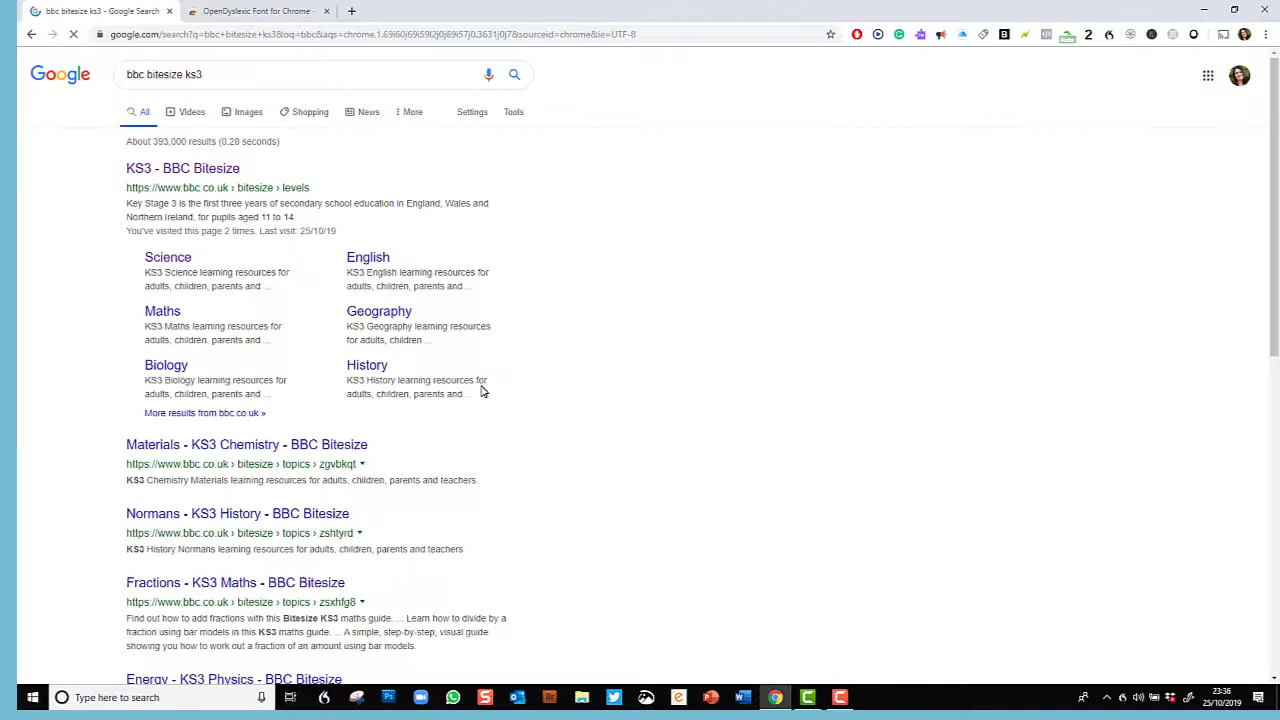 bbc bitesize ks3 - Google Search
OpenDyslexic Font for Chrome -
google.com/search?q=bbc+bitesize+ks3&oq=bbc&aqs=chrome.1.69i60j69i59l2j0j69i57j0.3631j0j7&sourceid=chrome&ie=UTF-8
Google
bbc bitesize ks3
All Videos Images Shopping News More Settings Tools
About 393,000 results (0.28 seconds)
KS3 - BBC Bitesize
https://www.bbc.co.uk › bitesize › levels
Key Stage 3 is the first three years of secondary school education in England, Wales and
Northern Ireland, for pupils aged 11 to 14
You've visited this page 2 times. Last visit: 25/10/19
Science
KS3 Science learning resources for
adults, children, parents and ...
English
KS3 English learning resources for
adults, children, parents and ...
Maths
KS3 Maths learning resources for
adults, children, parents and ...
Geography
KS3 Geography learning resources
for adults, children ...
Biology
KS3 Biology learning resources for
adults, children, parents and ...
History
KS3 History learning resources for
adults, children, parents and ...
More results from bbc.co.uk »
Materials - KS3 Chemistry - BBC Bitesize
https://www.bbc.co.uk › bitesize › topics › zgvbkqt
KS3 Chemistry Materials learning resources for adults, children, parents and teachers.
Normans - KS3 History - BBC Bitesize
https://www.bbc.co.uk › bitesize › topics › zshtyrd
KS3 History Normans learning resources for adults, children, parents and teachers
Fractions - KS3 Maths - BBC Bitesize
https://www.bbc.co.uk › bitesize › topics › zsxhfg8
Find out how to add fractions with this Bitesize KS3 maths guide. ... Learn how to divide by a
fraction using bar models in this KS3 maths guide. ... A simple, step-by-step, visual guide
showing you how to work out a fraction of an amount using bar models.
Energy - KS3 Physics - BBC Bitesize
Type here to search
23:36
25/10/2019